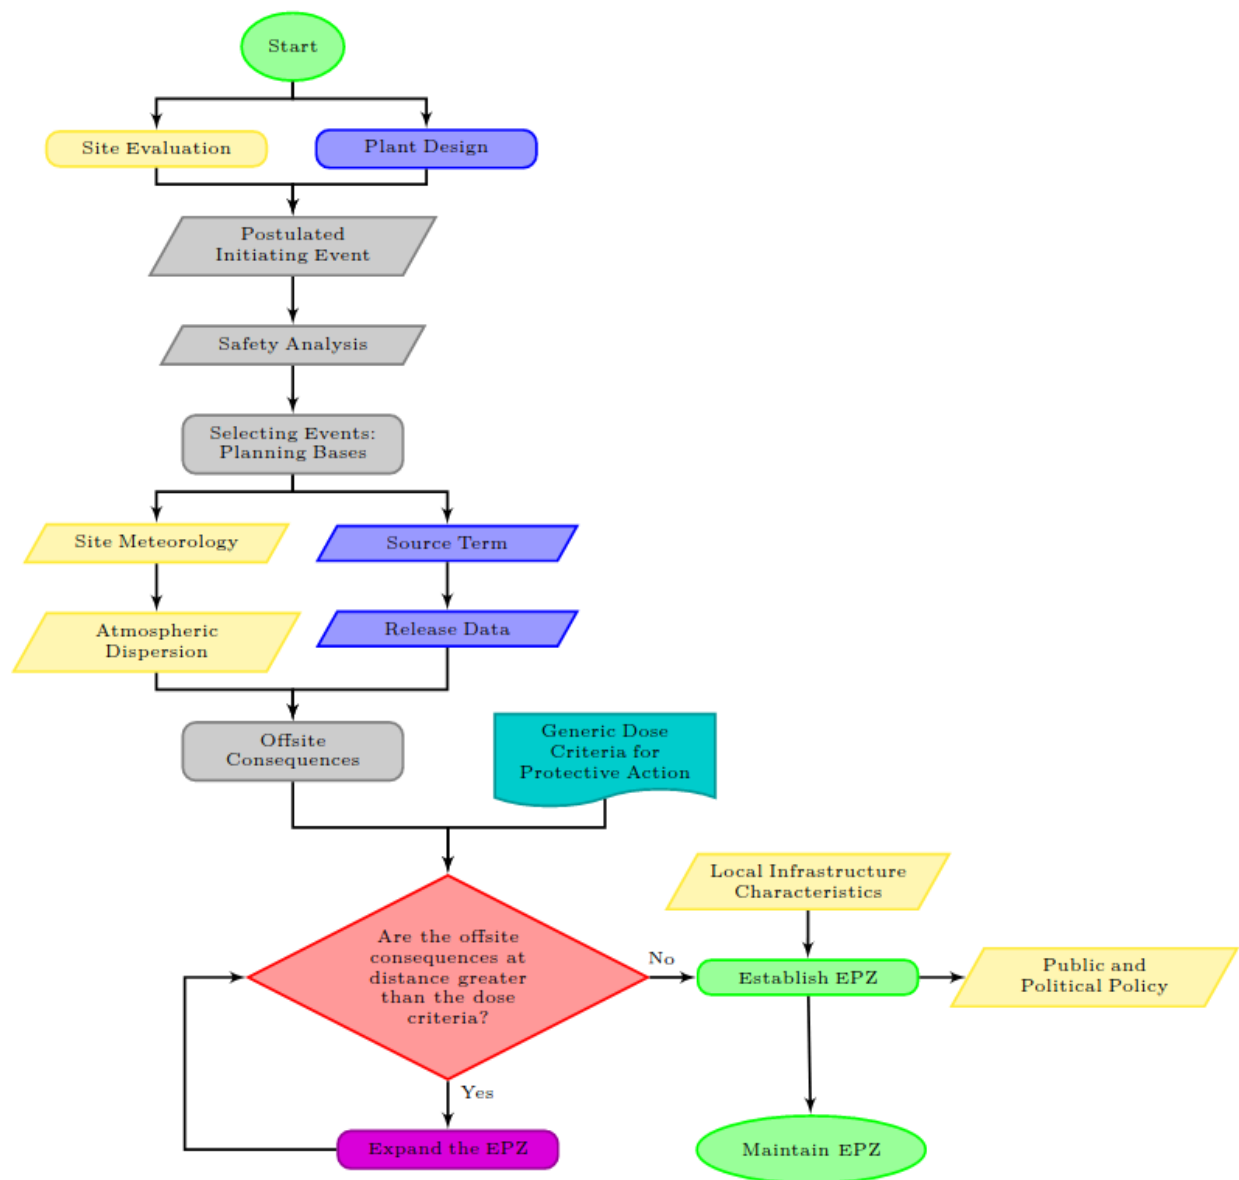 Start
Site Evaluation
Plant Design
Postulated
Initiating Event
Safety Analysis
Selecting Events:
Planning Bases
Site Meteorology
Source Term
Atmospheric
Dispersion
Release Data
Offsite
Consequences
Generic Dose
Criteria for
Protective Action
Local Infrastructure
Characteristics
Are the offsite
consequences at
distance greater
than the dose
criteria?
No
Establish EPZ
Public and
Political Policy
Yes
Expand the EPZ
Maintain EPZ